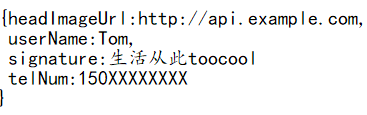 {headImageUrl:http://api.example.com,
userName:Tom,
signature:生活从此toocool
telNum:150XXXXXXXX
}